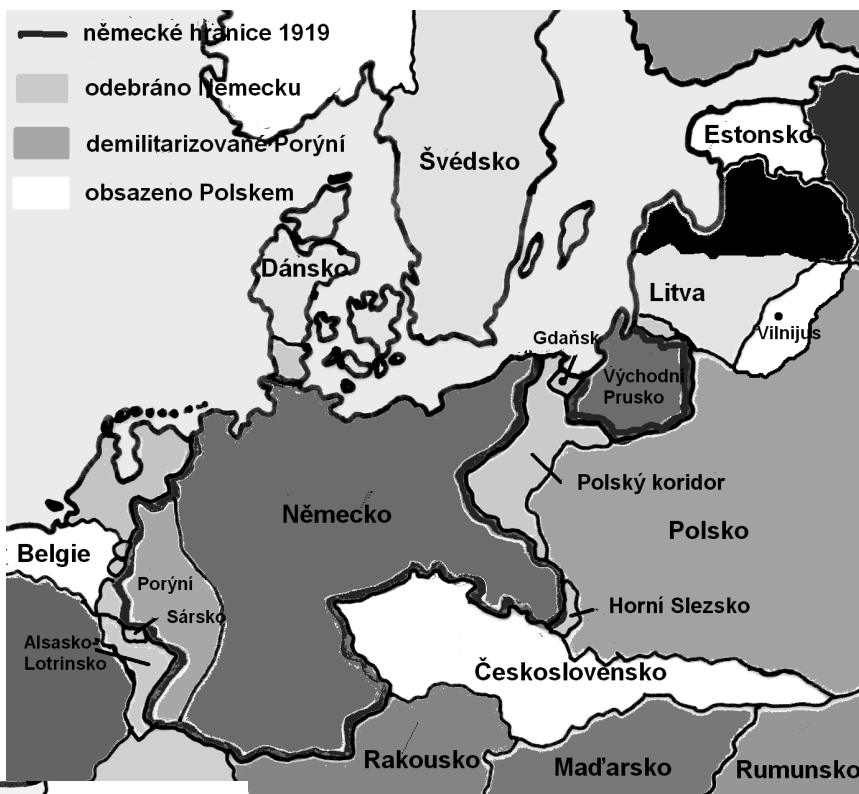 německé hranice 1919
odebráno Německu
demilitarizované Porýní
obsazeno Polskem
Estonsko
Švédsko
Dánsko
Litva
Gdaňsk
Vilnijus
Východní
Prusko
Polský koridor
Německo
Polsko
Belgie
Porýní
Sársko
Horní Slezsko
Alsasko-
Lotrinsko
Československo
Rakousko
Maďarsko
Rumunsko